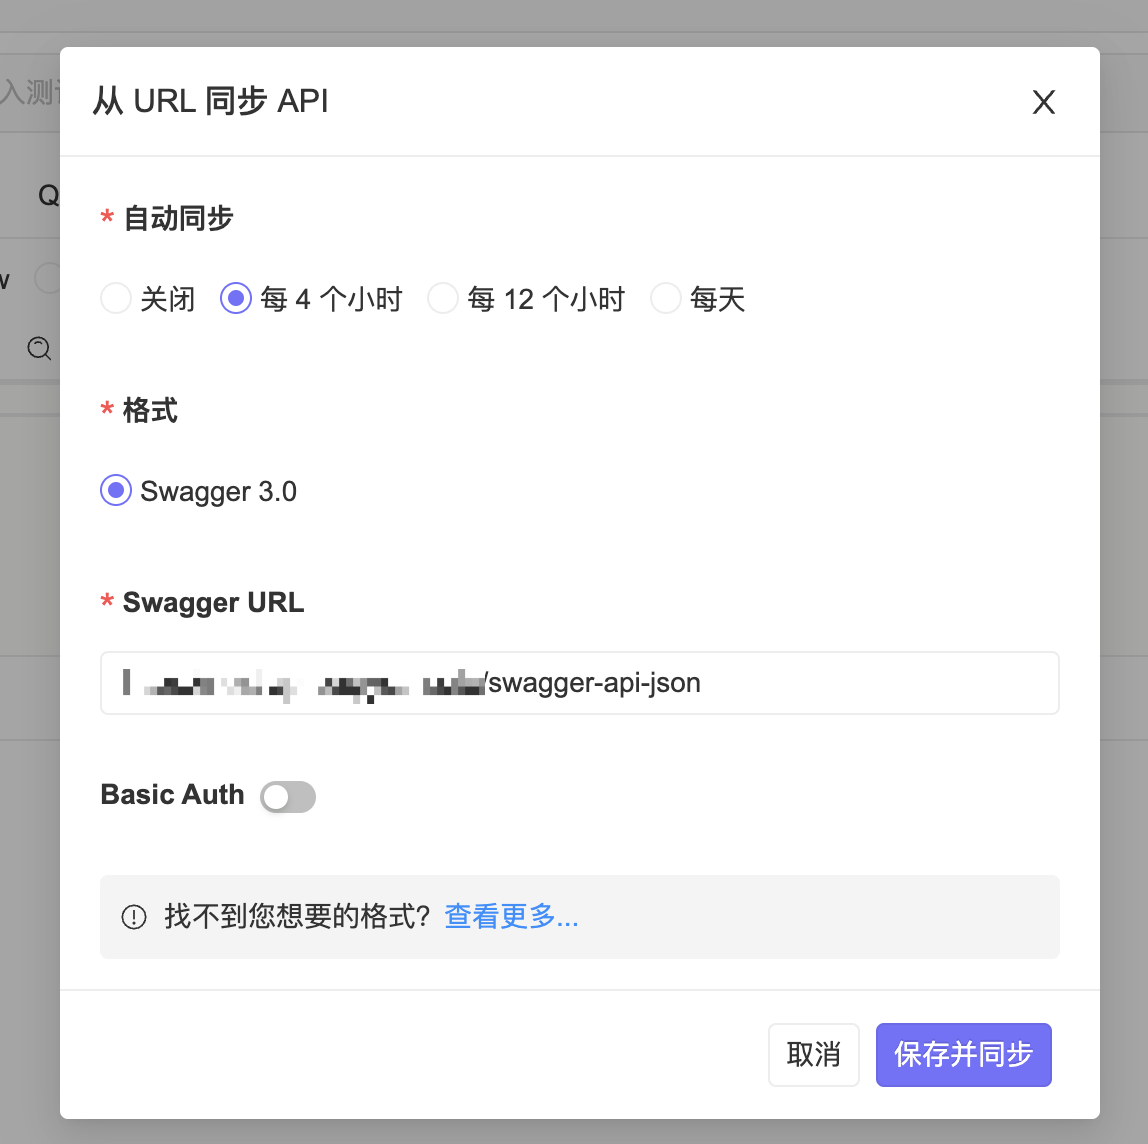 从 URL 同步 API
* 自动同步
关闭 每 4 个小时 每 12 个小时 每天
* 格式
Swagger 3.0
* Swagger URL
/swagger-api-json
Basic Auth
找不到您想要的格式? 查看更多...
取消 保存并同步
入测
Q